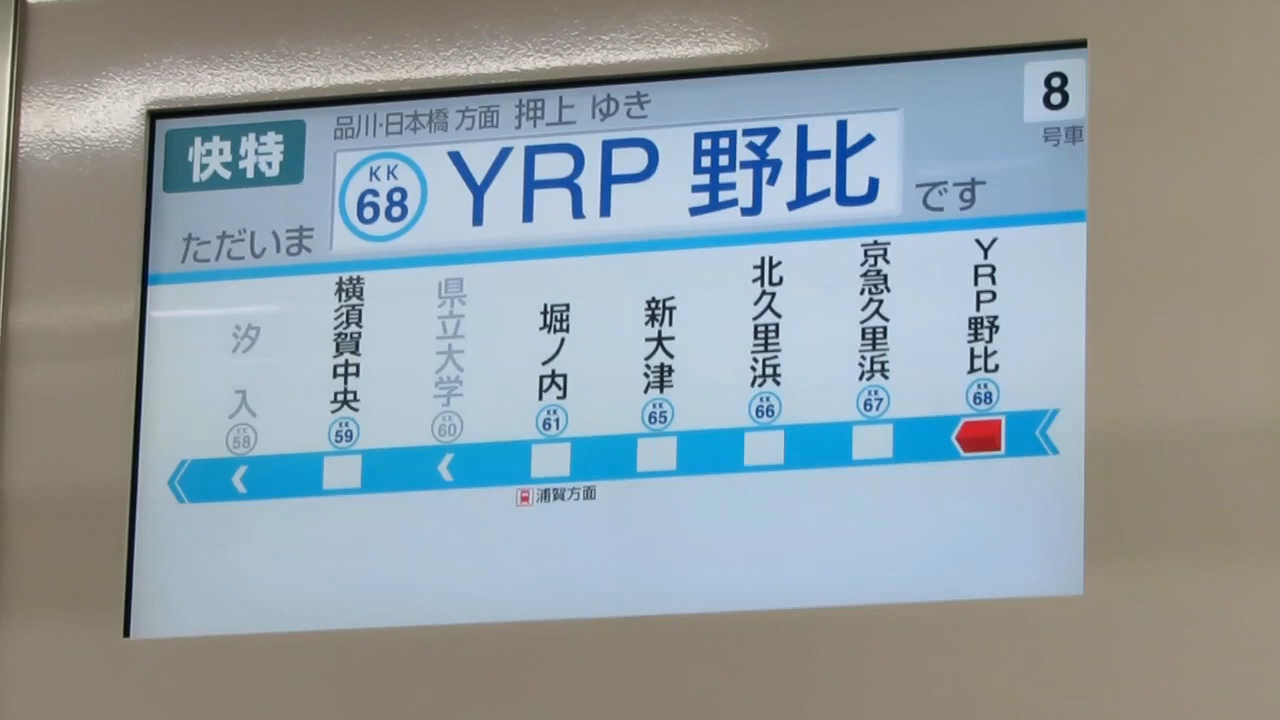 快特
品川・日本橋 方面 押上 ゆき
8
号車
ただいま
KK
68
YRP 野比
です
汐入
KK
58
横須賀中央
KK
59
県立大学
KK
60
堀ノ内
KK
61
新大津
KK
65
北久里浜
KK
66
京急久里浜
KK
67
YRP野比
KK
68
浦賀方面